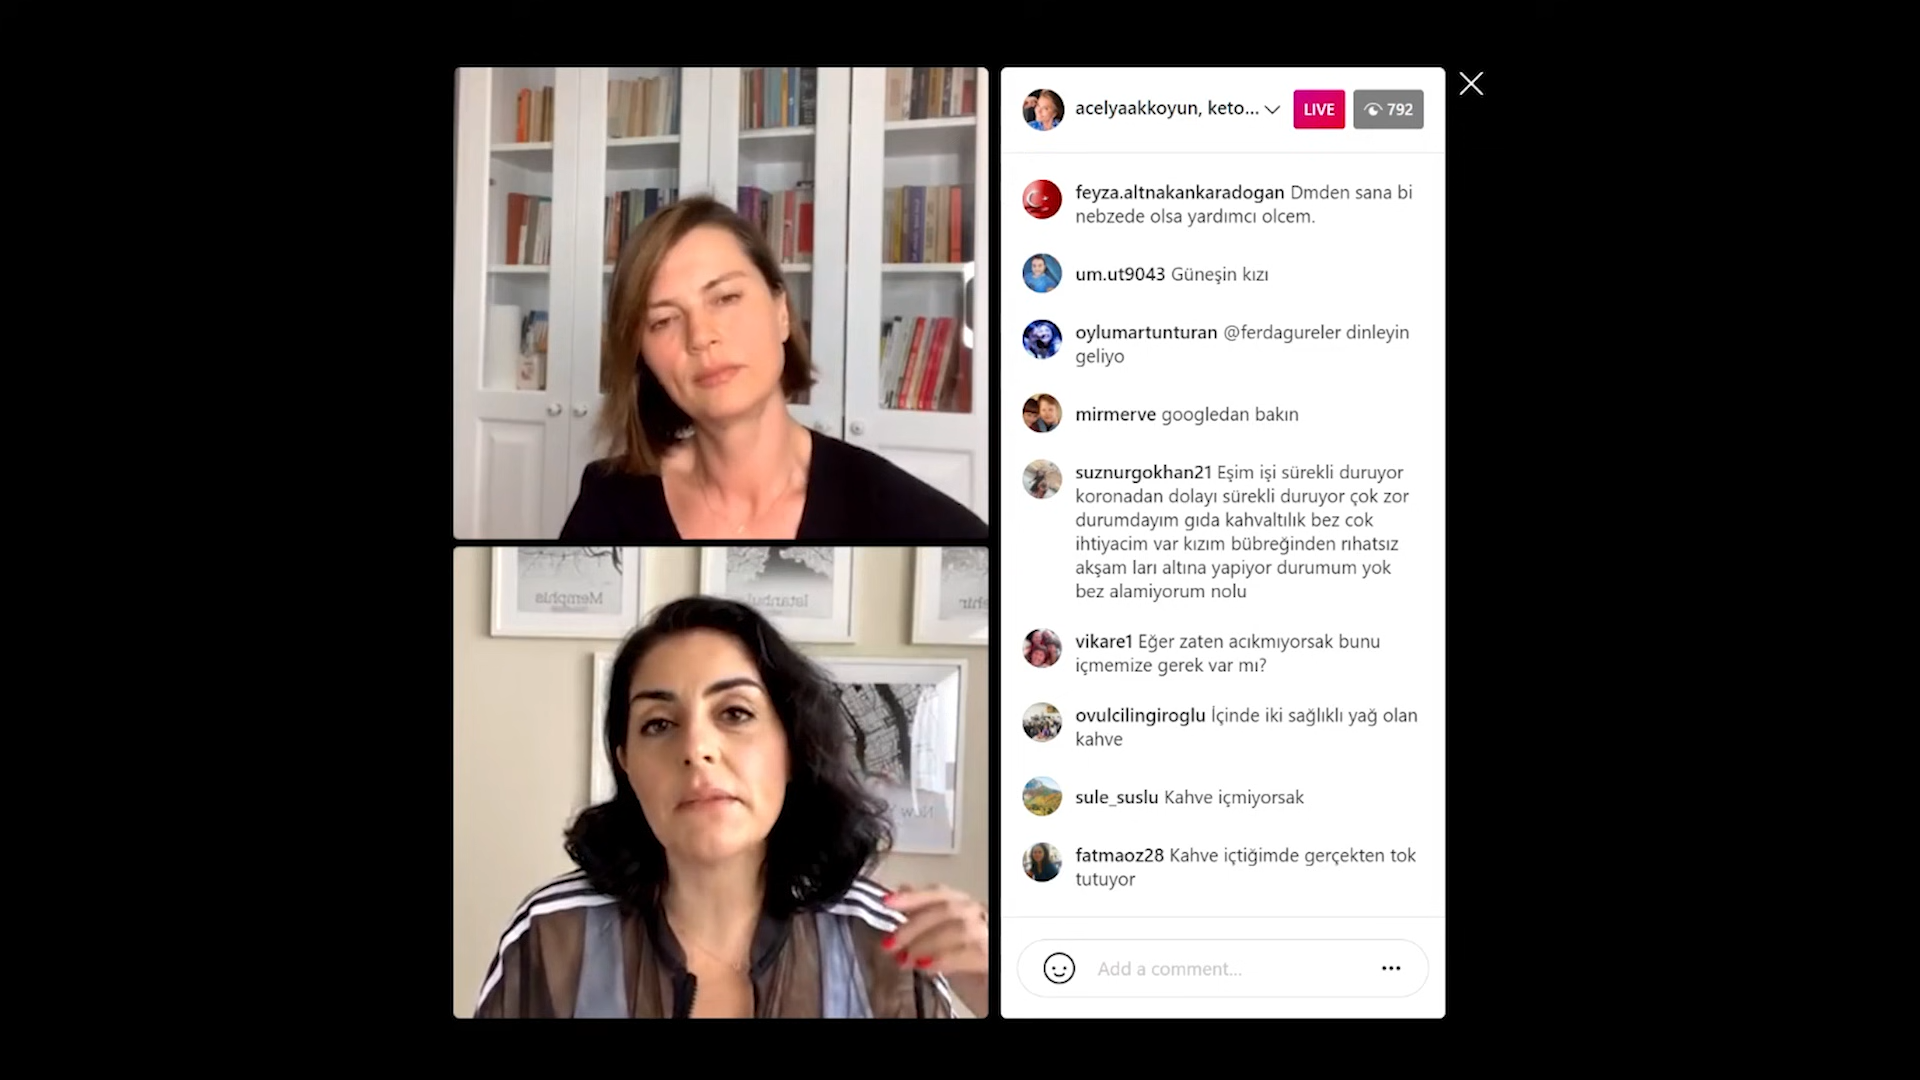 Memphis
Istanbul
New
acelyaakkoyun, keto...
LIVE
792
feyza.altnakankaradogan Dmden sana bi
nebzede olsa yardımcı olcem.
um.ut9043 Güneşin kızı
oylumartunturan @ferdagureler dinleyin
geliyo
mirmerve googledan bakın
suznurgokhan21 Eşim işi sürekli duruyor
koronadan dolayı sürekli duruyor çok zor
durumdayım gıda kahvaltılık bez cok
ihtiyacim var kızım bübreğinden rıhatsız
akşam ları altına yapiyor durumum yok
bez alamiyorum nolu
vikare1 Eğer zaten acıkmıyorsak bunu
içmemize gerek var mı?
ovulcilingiroglu İçinde iki sağlıklı yağ olan
kahve
sule_suslu Kahve içmiyorsak
fatmaoz28 Kahve içtiğimde gerçekten tok
tutuyor
Add a comment...